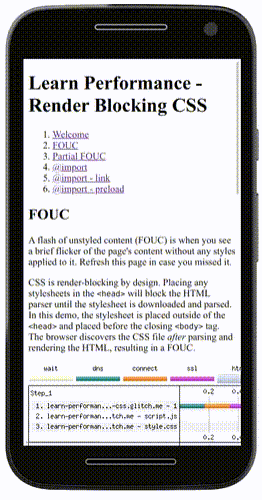 Learn Performance -
Render Blocking CSS
1. Welcome
2. FOUC
3. Partial FOUC
4. @import
5. @import - link
6. @import - preload
FOUC
A flash of unstyled content (FOUC) is when you see
a brief flicker of the page's content without any styles
applied to it. Refresh this page in case you missed it.
CSS is render-blocking by design. Placing any
stylesheets in the <head> will block the HTML
parser until the stylesheet is downloaded and parsed.
In this demo, the stylesheet is placed outside of the
<head> and placed before the closing <body> tag.
The browser discovers the CSS file after parsing and
rendering the HTML, resulting in a FOUC.
wait dns connect ssl ht
Step_1 0.2 0.4
1. learn-performan...-css.glitch.me - 1
2. learn-performan...tch.me - script.js
3. learn-performan...tch.me - style.css
0.2 0.4